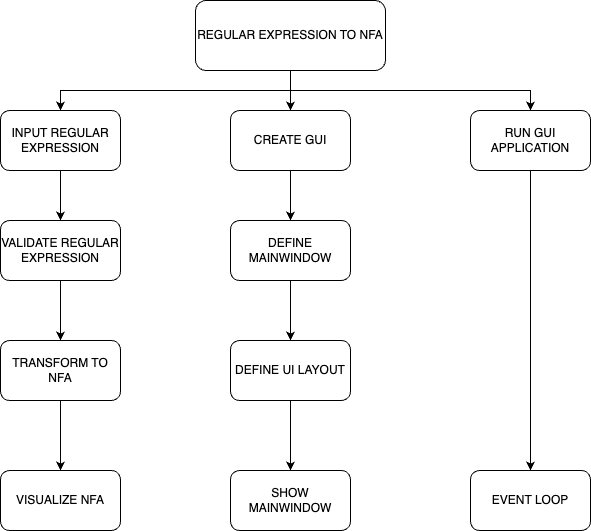 REGULAR EXPRESSION TO NFA
INPUT REGULAR
EXPRESSION
CREATE GUI
RUN GUI
APPLICATION
VALIDATE REGULAR
EXPRESSION
DEFINE
MAINWINDOW
TRANSFORM TO
NFA
DEFINE UI LAYOUT
VISUALIZE NFA
SHOW
MAINWINDOW
EVENT LOOP